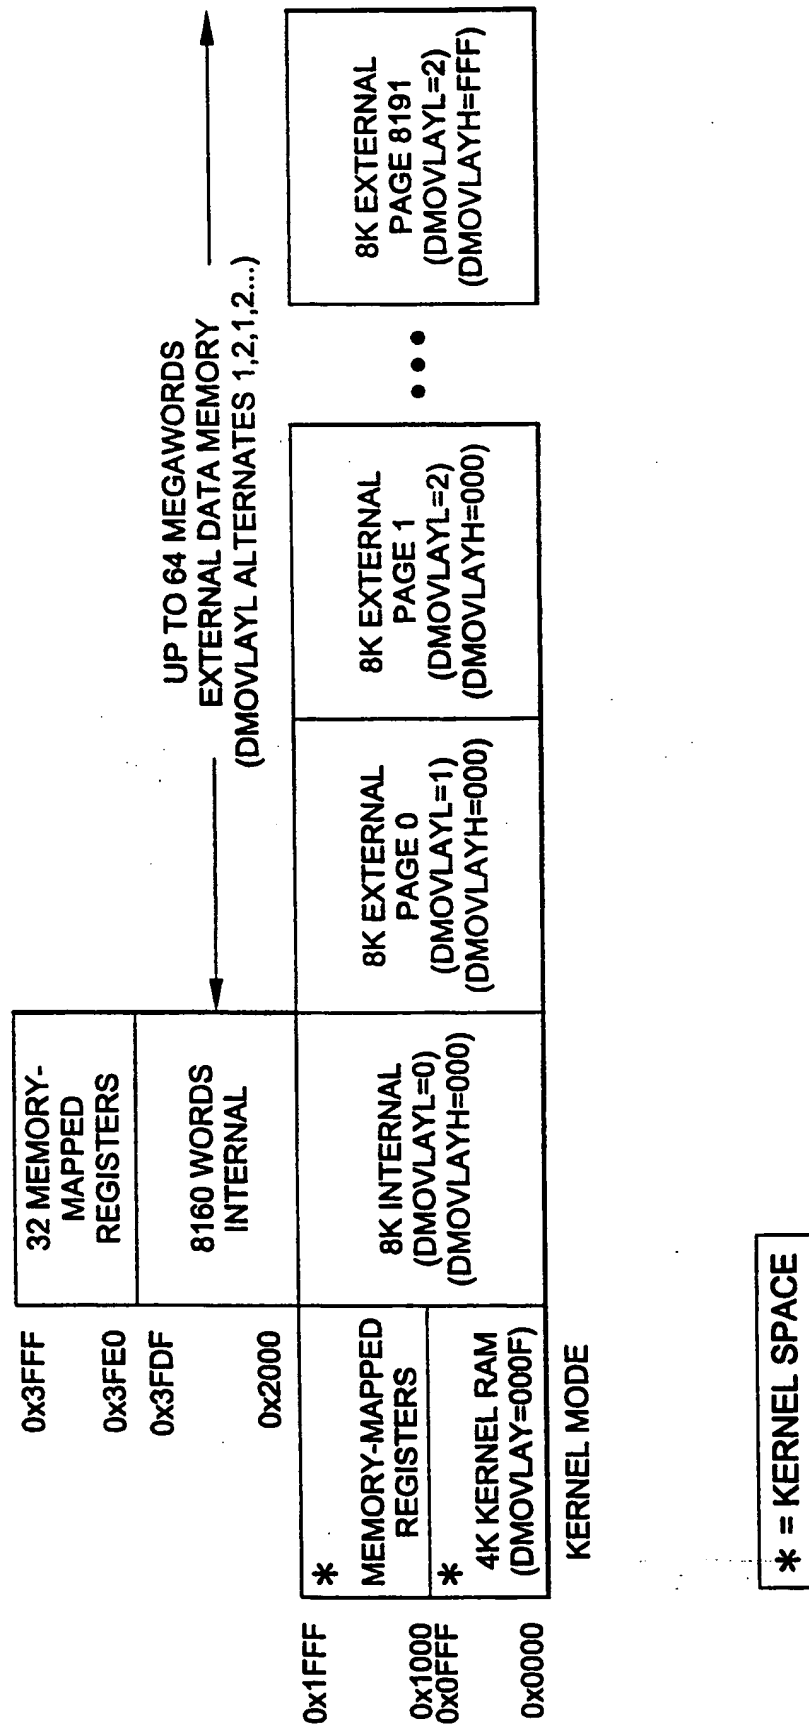 UP TO 64 MEGAWORDS
EXTERNAL DATA MEMORY
(DMOVLAYL ALTERNATES 1,2,1,2...)
0x3FFF
0x3FE0
0x3FDF
0x2000
32 MEMORY-
MAPPED
REGISTERS
8160 WORDS
INTERNAL
0x1FFF
0x1000
0x0FFF
0x0000
*
MEMORY-MAPPED
REGISTERS
*
4K KERNEL RAM
(DMOVLAY=000F)
KERNEL MODE
8K INTERNAL
(DMOVLAYL=0)
(DMOVLAYH=000)
8K EXTERNAL
PAGE 0
(DMOVLAYL=1)
(DMOVLAYH=000)
8K EXTERNAL
PAGE 1
(DMOVLAYL=2)
(DMOVLAYH=000)
•••
8K EXTERNAL
PAGE 8191
(DMOVLAYL=2)
(DMOVLAYH=FFF)
* = KERNEL SPACE